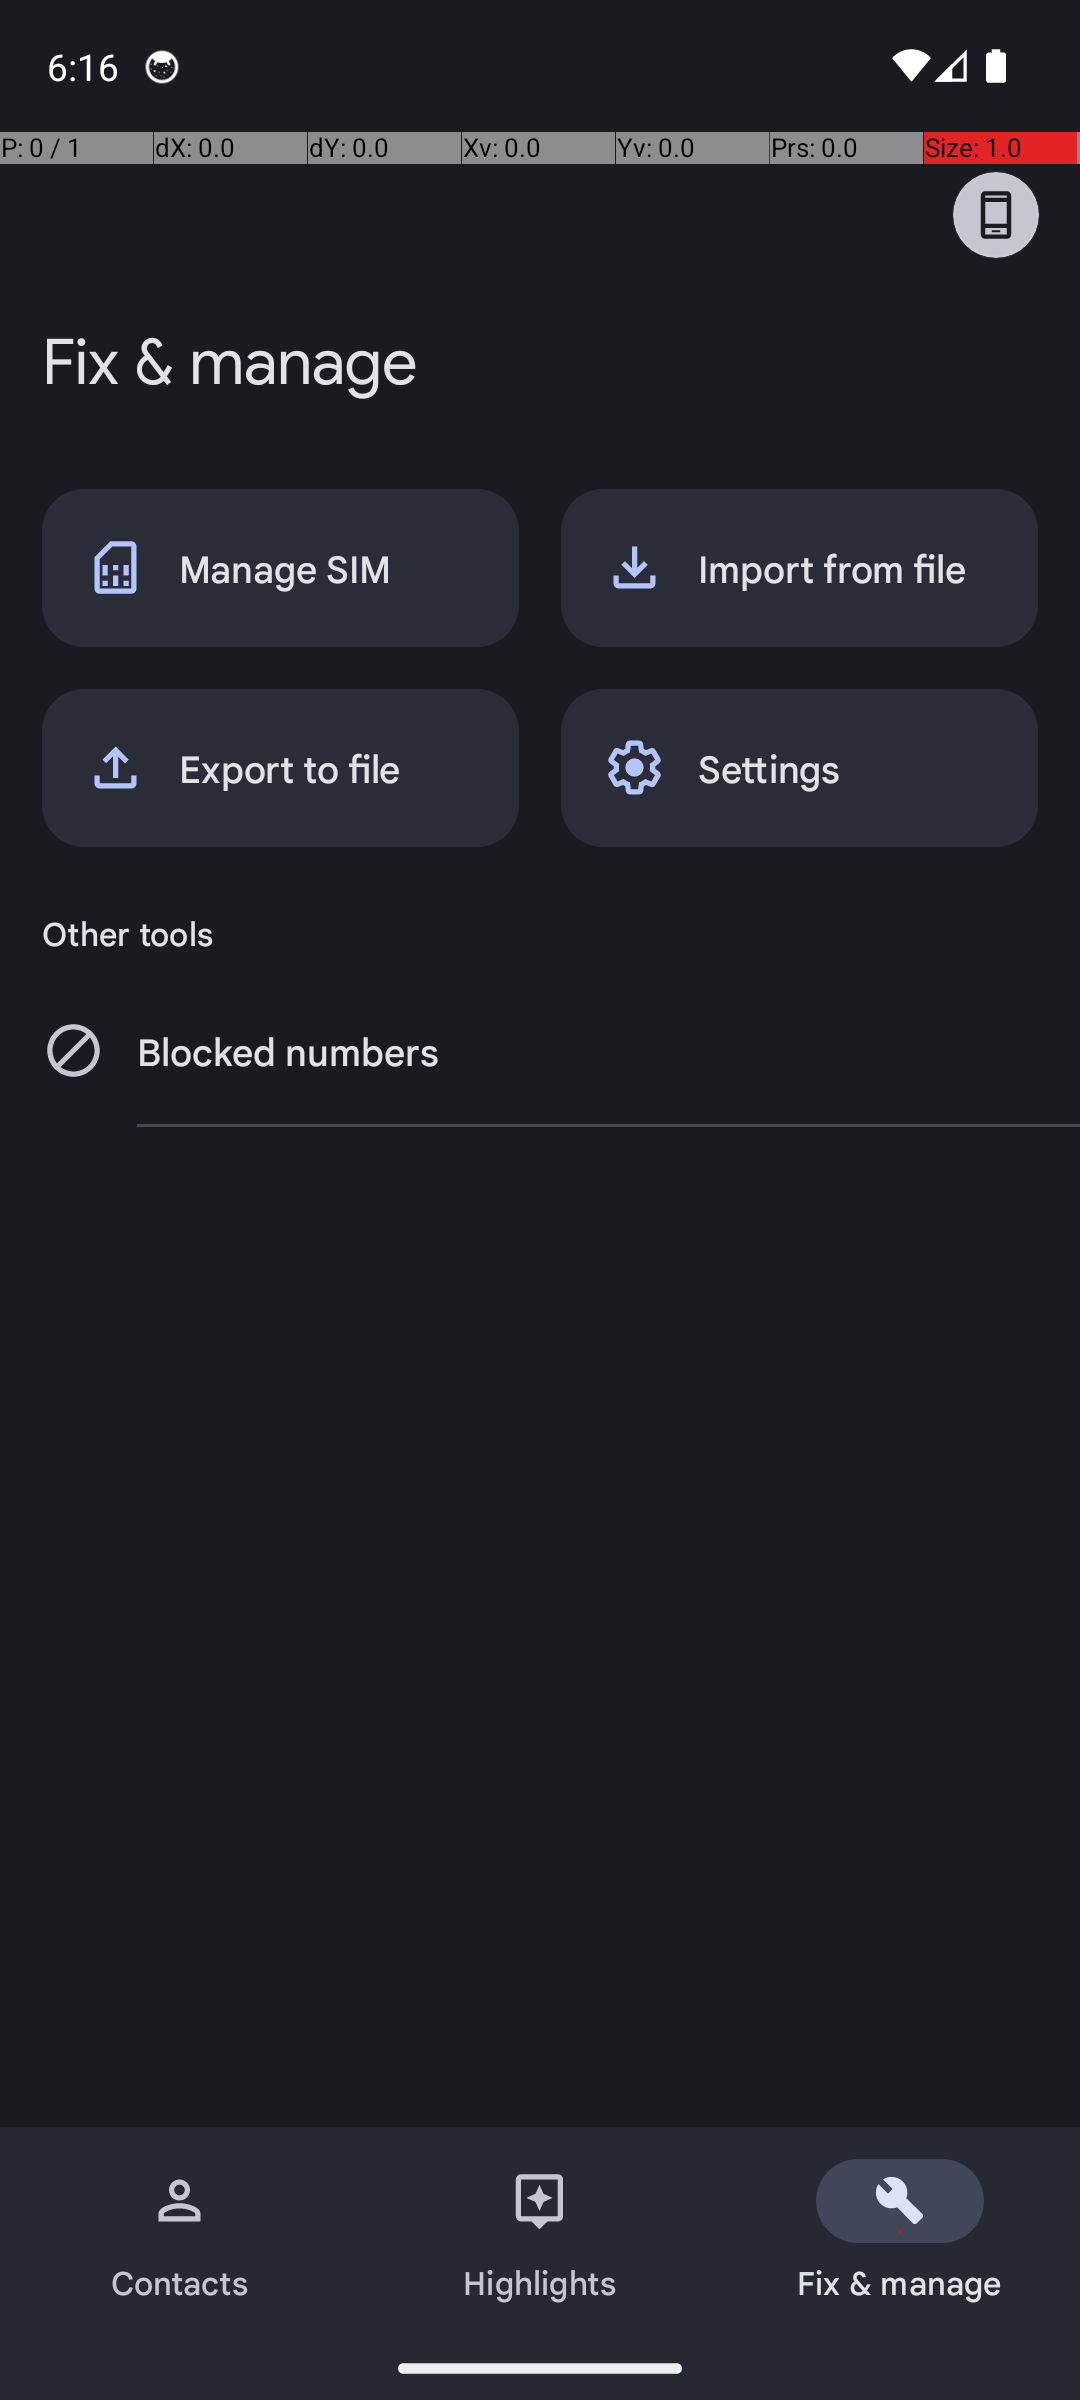 6:16
P: 0 / 1 dX: 0.0 dY: 0.0 Xv: 0.0 Yv: 0.0 Prs: 0.0 Size: 1.0
Fix & manage
Manage SIM
Import from file
Export to file
Settings
Other tools
Blocked numbers
Contacts
Highlights
Fix & manage